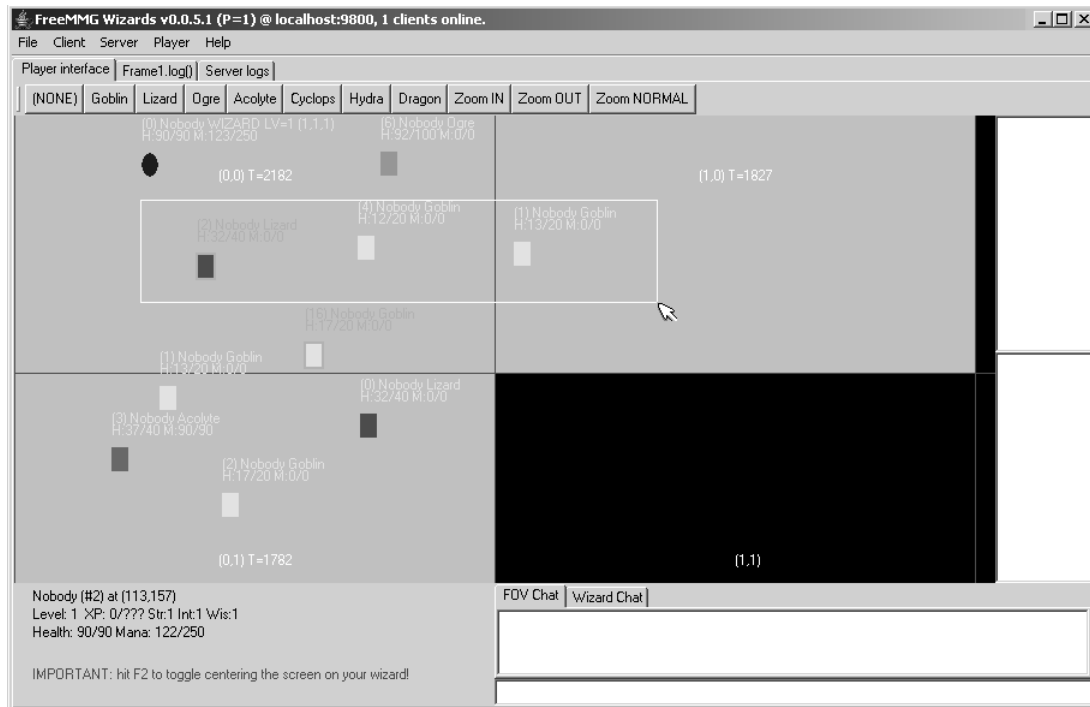 FreeMMG Wizards v0.0.5.1 (P=1) @ localhost:9800, 1 clients online.
File Client Server Player Help
Player interface Frame1.log() Server logs
(NONE) Goblin Lizard Ogre Acolyte Cyclops Hydra Dragon Zoom IN Zoom OUT Zoom NORMAL
(0) Nobody WIZARD LV=1 (1,1,1)
H:90/90 M:123/250
(6) Nobody Ogre
H:92/100 M:0/0
(0,0) T=2182
(1,0) T=1827
(2) Nobody Lizard
H:32/40 M:0/0
(4) Nobody Goblin
H:12/20 M:0/0
(1) Nobody Goblin
H:13/20 M:0/0
(16) Nobody Goblin
H:17/20 M:0/0
(1) Nobody Goblin
H:13/20 M:0/0
(0) Nobody Lizard
H:32/40 M:0/0
(3) Nobody Acolyte
H:37/40 M:90/90
(2) Nobody Goblin
H:17/20 M:0/0
(0,1) T=1782
(1,1)
Nobody (#2) at (113,157)
Level: 1 XP: 0/??? Str:1 Int:1 Wis:1
Health: 90/90 Mana: 122/250
IMPORTANT: hit F2 to toggle centering the screen on your wizard!
FOV Chat Wizard Chat